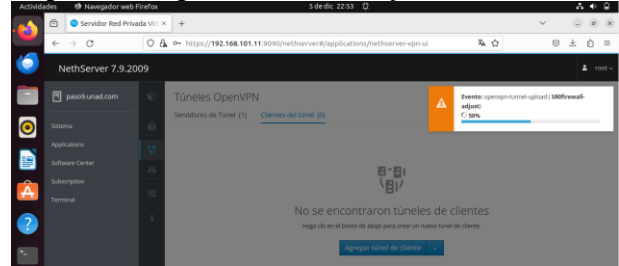 Actividades Navegador web Firefox 5 de dic 22:53
Servidor Red Privada Vir × +
https://192.168.101.11:9090/nethserver#/applications/nethserver-vpn-ui
NethServer 7.9.2009 root
paso9.unad.com
Sistema
Applications
Software Center
Subscription
Terminal
Túneles OpenVPN
Servidores de Tunel (1) Clientes del túnel (0)
Evento: openvpn-tunnel-upload ( S80firewall-
adjust)
50%
No se encontraron túneles de clientes
Haga clic en el botón de abajo para crear un nuevo túnel de cliente.
Agregar túnel de cliente